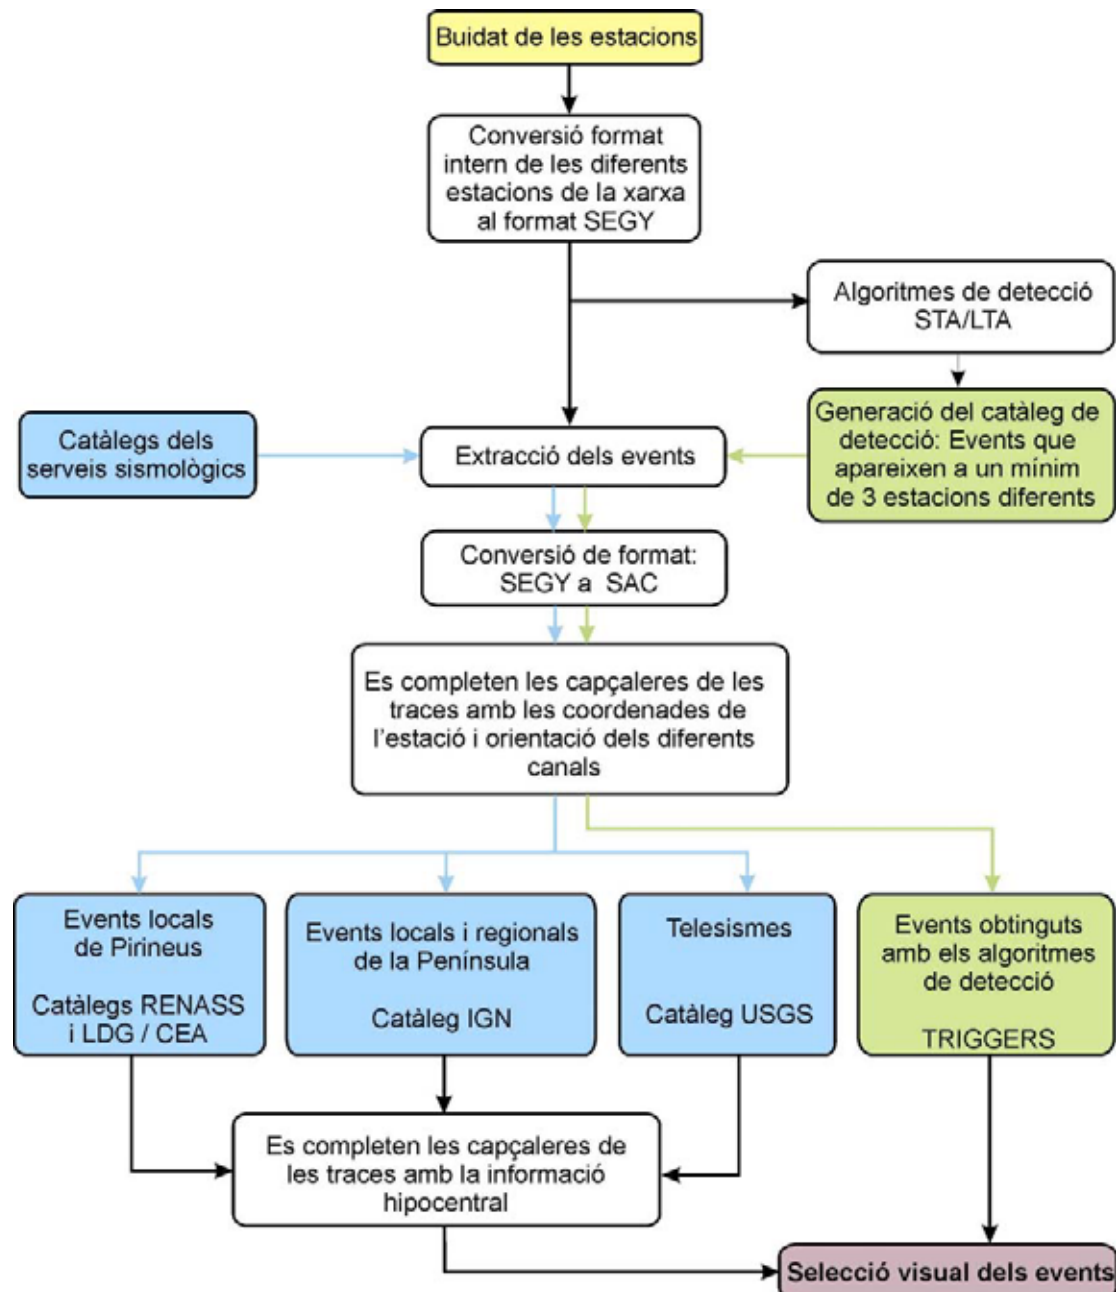 Buidat de les estacions
Conversió format
intern de les diferents
estacions de la xarxa
al format SEGY
Algoritmes de detecció
STA/LTA
Generació del catàleg de
detecció: Events que
apareixen a un mínim
de 3 estacions diferents
Catàlegs dels
serveis sismològics
Extracció dels events
Conversió de format:
SEGY a SAC
Es completen les capçaleres de les
traces amb les coordenades de
l'estació i orientació dels diferents
canals
Events locals
de Pirineus
Catàlegs RENASS
i LDG / CEA
Events locals i regionals
de la Península
Catàleg IGN
Telesismes
Catàleg USGS
Events obtinguts
amb els algoritmes
de detecció
TRIGGERS
Es completen les capçaleres de
les traces amb la informació
hipocentral
Selecció visual dels events